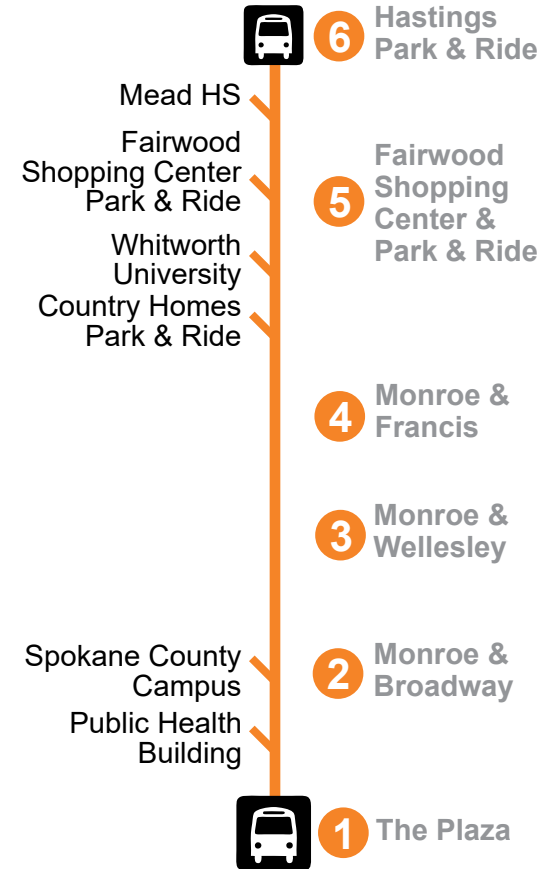 6
Hastings
Park & Ride
Mead HS
Fairwood
Shopping Center
Park & Ride
5
Fairwood
Shopping
Center &
Park & Ride
Whitworth
University
Country Homes
Park & Ride
4
Monroe &
Francis
3
Monroe &
Wellesley
Spokane County
Campus
2
Monroe &
Broadway
Public Health
Building
1
The Plaza